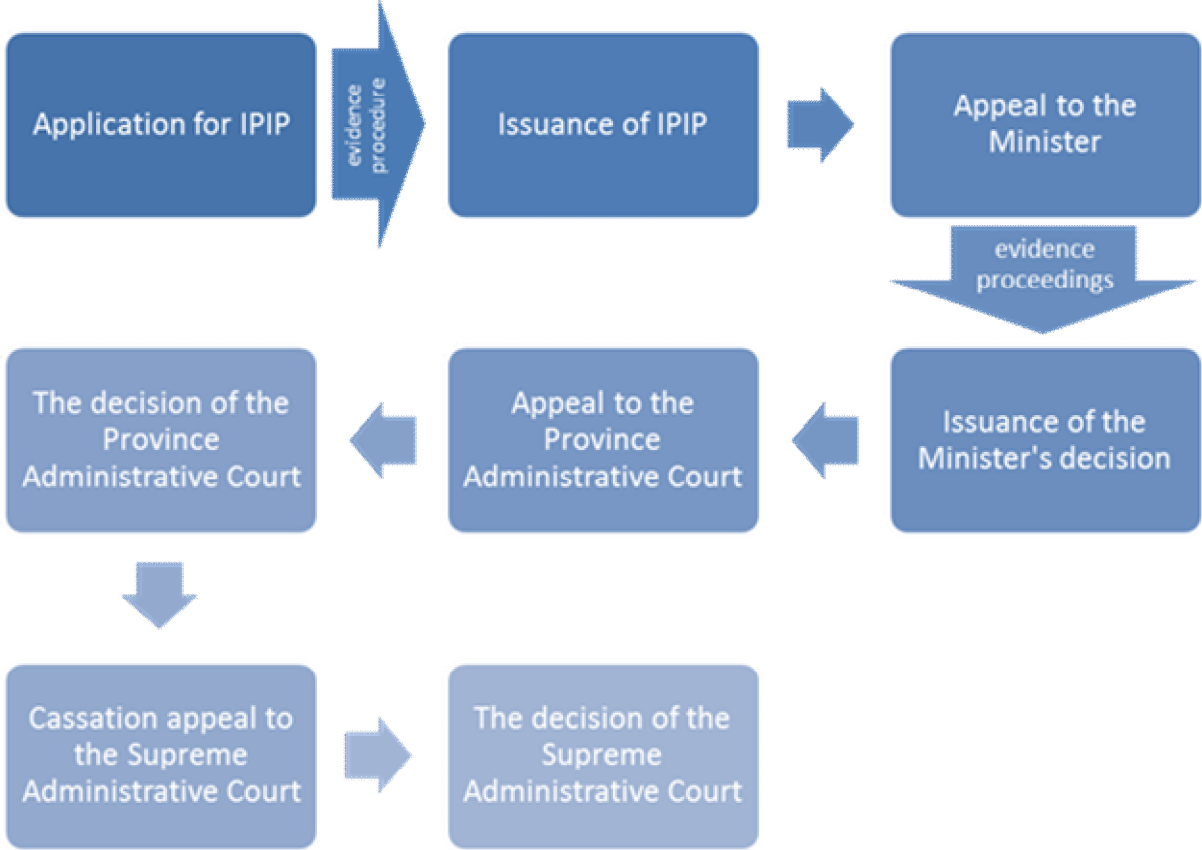 Application for IPIP
evidence
procedure
Issuance of IPIP
Appeal to the
Minister
evidence
proceedings
Issuance of the
Minister's decision
Appeal to the
Province
Administrative Court
The decision of the
Province
Administrative Court
Cassation appeal to
the Supreme
Administrative Court
The decision of the
Supreme
Administrative Court